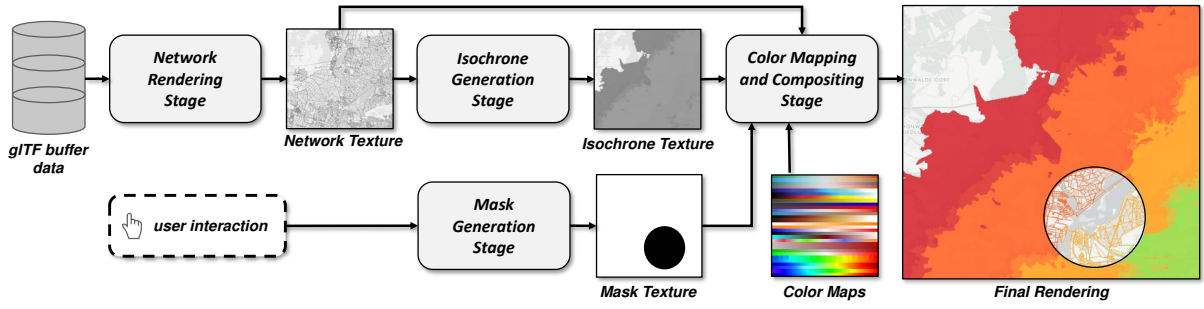 Network
Rendering
Stage
Isochrone
Generation
Stage
Color Mapping
and Compositing
Stage
glTF buffer
data
Network Texture
Isochrone Texture
user interaction
Mask
Generation
Stage
Mask Texture
Color Maps
Final Rendering